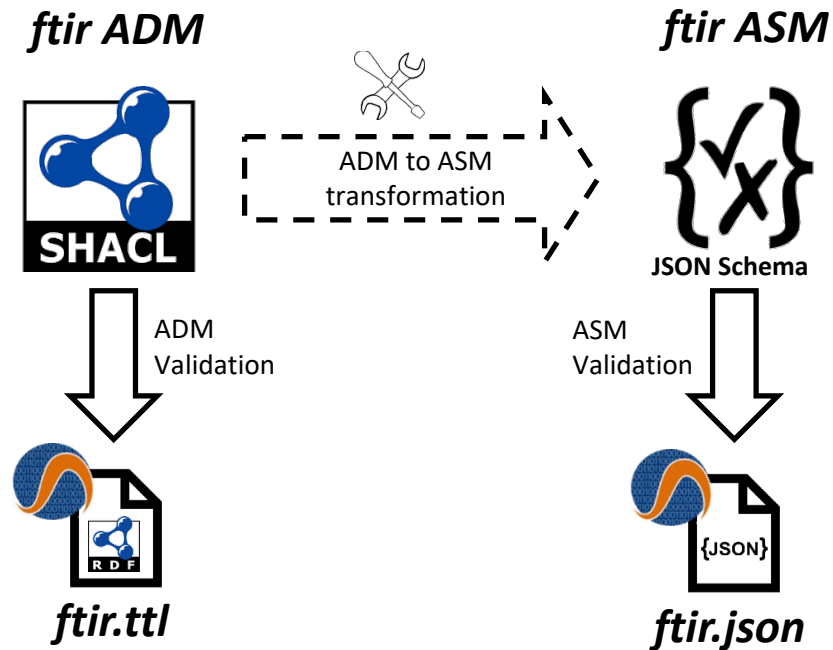 ftir ADM
ftir ASM
ADM to ASM
transformation
SHACL
JSON Schema
ADM
Validation
ASM
Validation
RDF
{JSON}
ftir.ttl
ftir.json